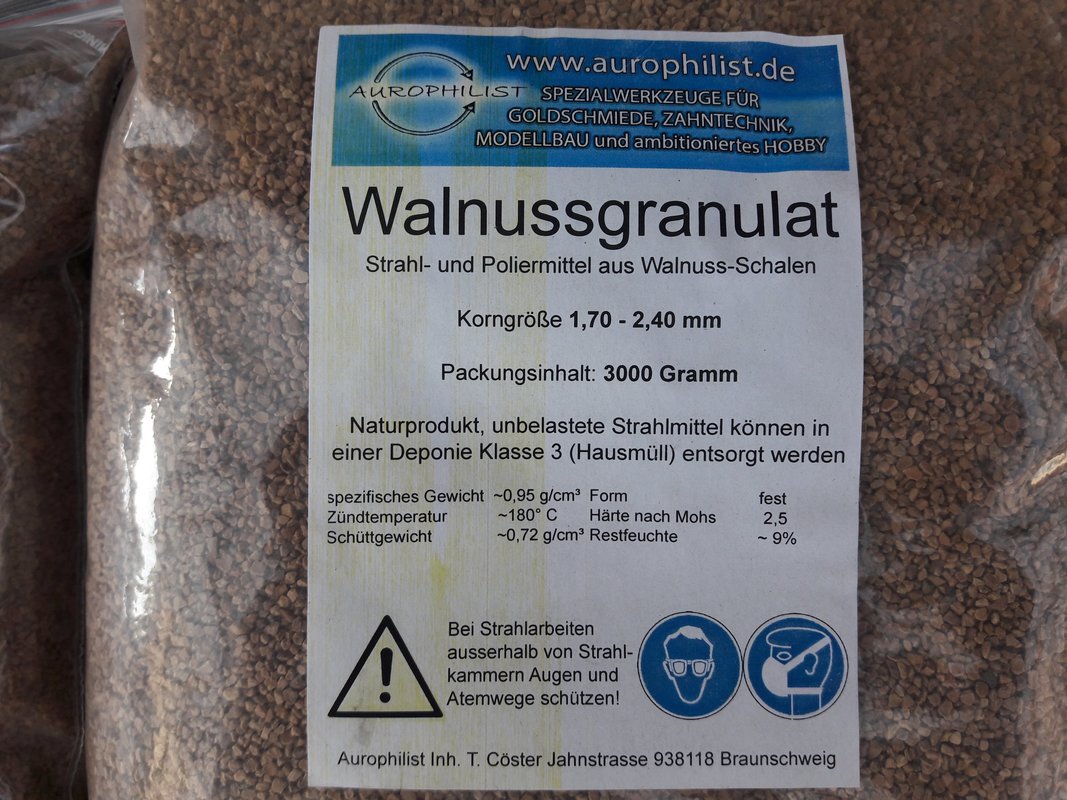 www.aurophilist.de
AUROPHILIST
SPEZIALWERKZEUGE FÜR
GOLDSCHMIEDE, ZAHNTECHNIK,
MODELLBAU und ambitioniertes HOBBY
Walnussgranulat
Strahl- und Poliermittel aus Walnuss-Schalen
Korngröße 1,70 - 2,40 mm
Packungsinhalt: 3000 Gramm
Naturprodukt, unbelastete Strahlmittel können in
einer Deponie Klasse 3 (Hausmüll) entsorgt werden
spezifisches Gewicht ~0,95 g/cm³ Form fest
Zündtemperatur ~180° C Härte nach Mohs 2,5
Schüttgewicht ~0,72 g/cm³ Restfeuchte ~ 9%
Bei Strahlarbeiten
ausserhalb von Strahl-
kammern Augen und
Atemwege schützen!
Aurophilist Inh. T. Cöster Jahnstrasse 938118 Braunschweig